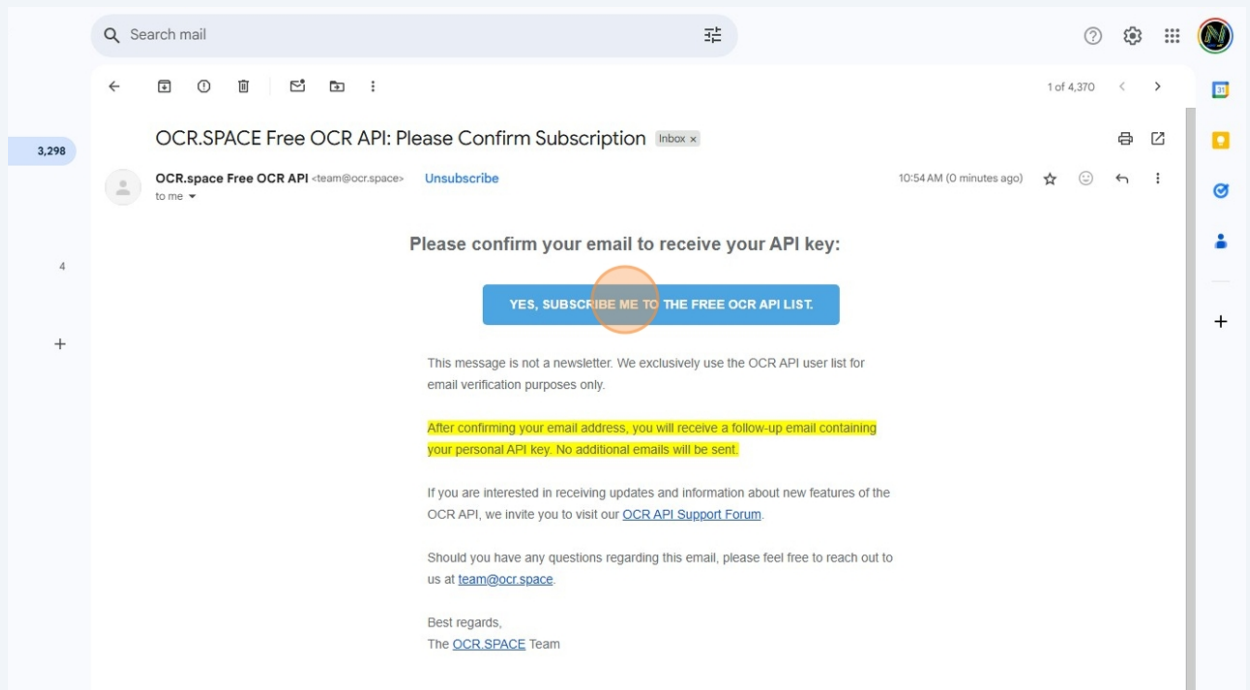 Search mail
1 of 4,370
31
OCR.SPACE Free OCR API: Please Confirm Subscription Inbox x
3,298
OCR.space Free OCR API <team@ocr.space> Unsubscribe 10:54 AM (0 minutes ago)
to me
Please confirm your email to receive your API key:
4
YES, SUBSCRIBE ME TO THE FREE OCR API LIST.
This message is not a newsletter. We exclusively use the OCR API user list for
email verification purposes only.
After confirming your email address, you will receive a follow-up email containing
your personal API key. No additional emails will be sent.
If you are interested in receiving updates and information about new features of the
OCR API, we invite you to visit our OCR API Support Forum.
Should you have any questions regarding this email, please feel free to reach out to
us at team@ocr.space.
Best regards,
The OCR.SPACE Team